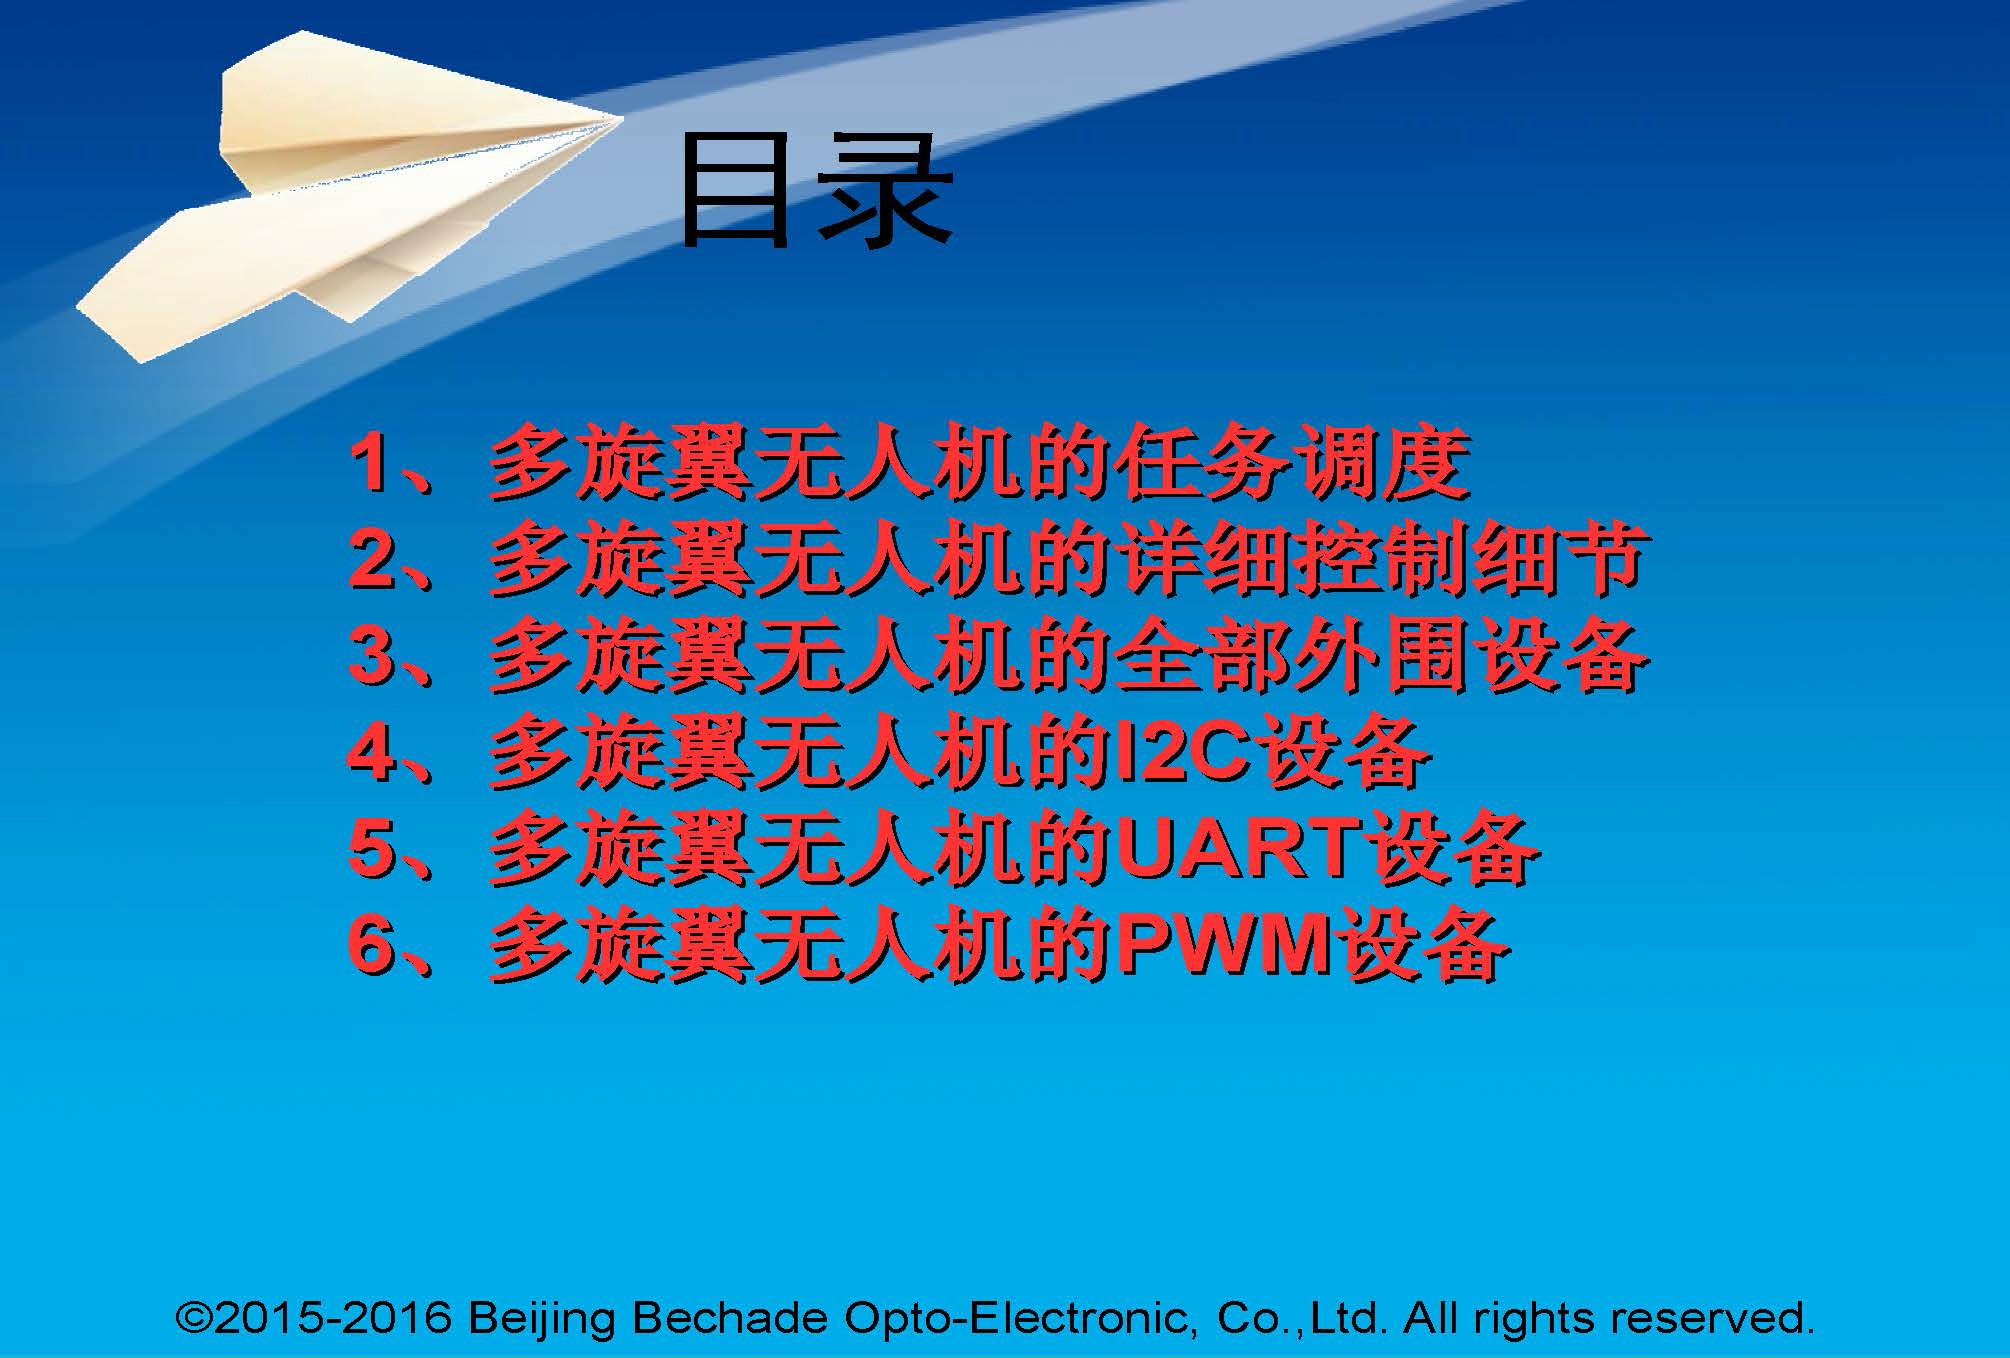 目录
1、多旋翼无人机的任务调度
2、多旋翼无人机的详细控制细节
3、多旋翼无人机的全部外围设备
4、多旋翼无人机的I2C设备
5、多旋翼无人机的UART设备
6、多旋翼无人机的PWM设备
©2015-2016 Beijing Bechade Opto-Electronic, Co.,Ltd. All rights reserved.